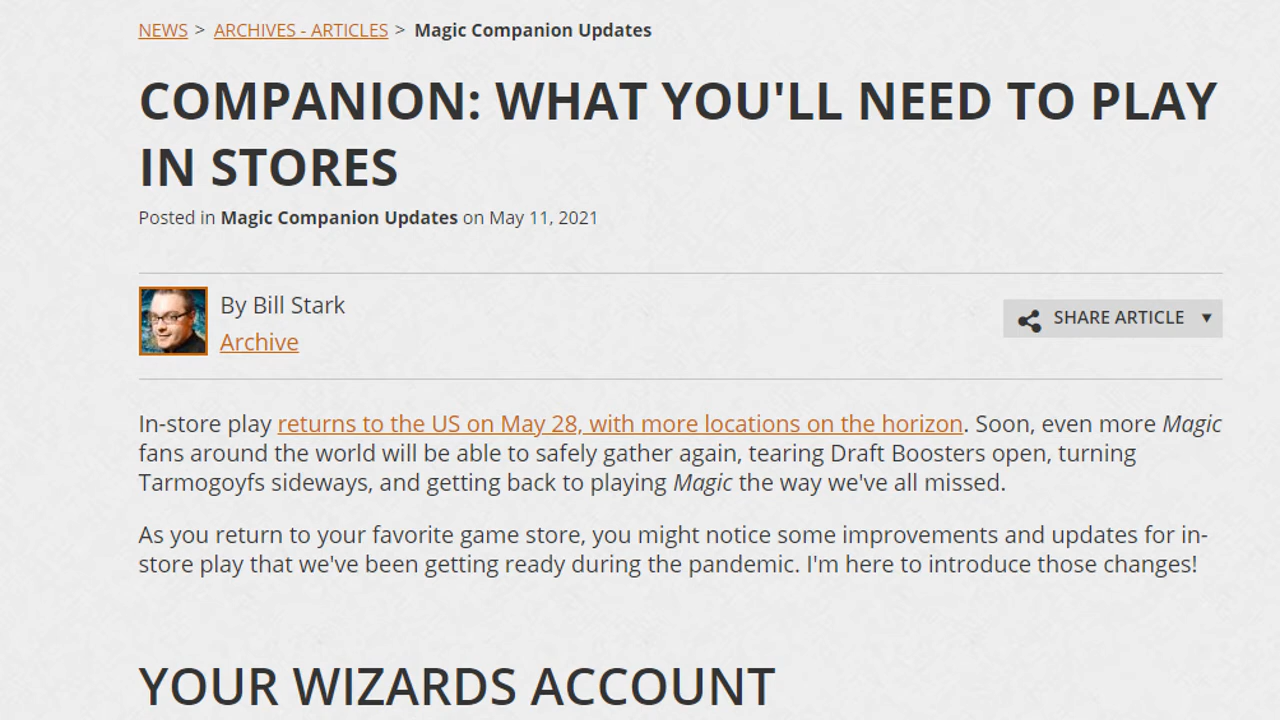 NEWS > ARCHIVES - ARTICLES > Magic Companion Updates
COMPANION: WHAT YOU'LL NEED TO PLAY
IN STORES
Posted in Magic Companion Updates on May 11, 2021
By Bill Stark
Archive
SHARE ARTICLE ▼
In-store play returns to the US on May 28, with more locations on the horizon. Soon, even more Magic
fans around the world will be able to safely gather again, tearing Draft Boosters open, turning
Tarmogoyfs sideways, and getting back to playing Magic the way we've all missed.
As you return to your favorite game store, you might notice some improvements and updates for in-
store play that we've been getting ready during the pandemic. I'm here to introduce those changes!
YOUR WIZARDS ACCOUNT